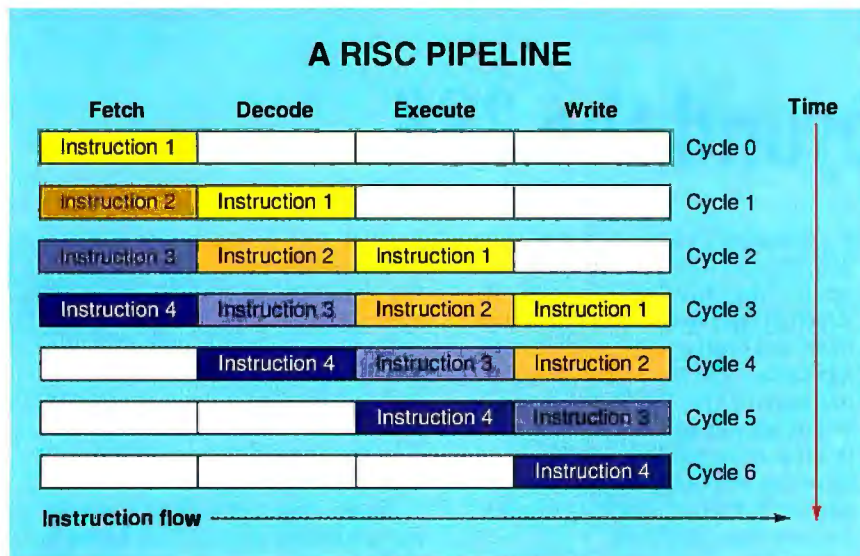 A RISC PIPELINE
Fetch Decode Execute Write Time
Instruction 1 Cycle 0
Instruction 2 Instruction 1 Cycle 1
Instruction 3 Instruction 2 Instruction 1 Cycle 2
Instruction 4 Instruction 3 Instruction 2 Instruction 1 Cycle 3
Instruction 4 Instruction 3 Instruction 2 Cycle 4
Instruction 4 Instruction 3 Cycle 5
Instruction 4 Cycle 6
Instruction flow